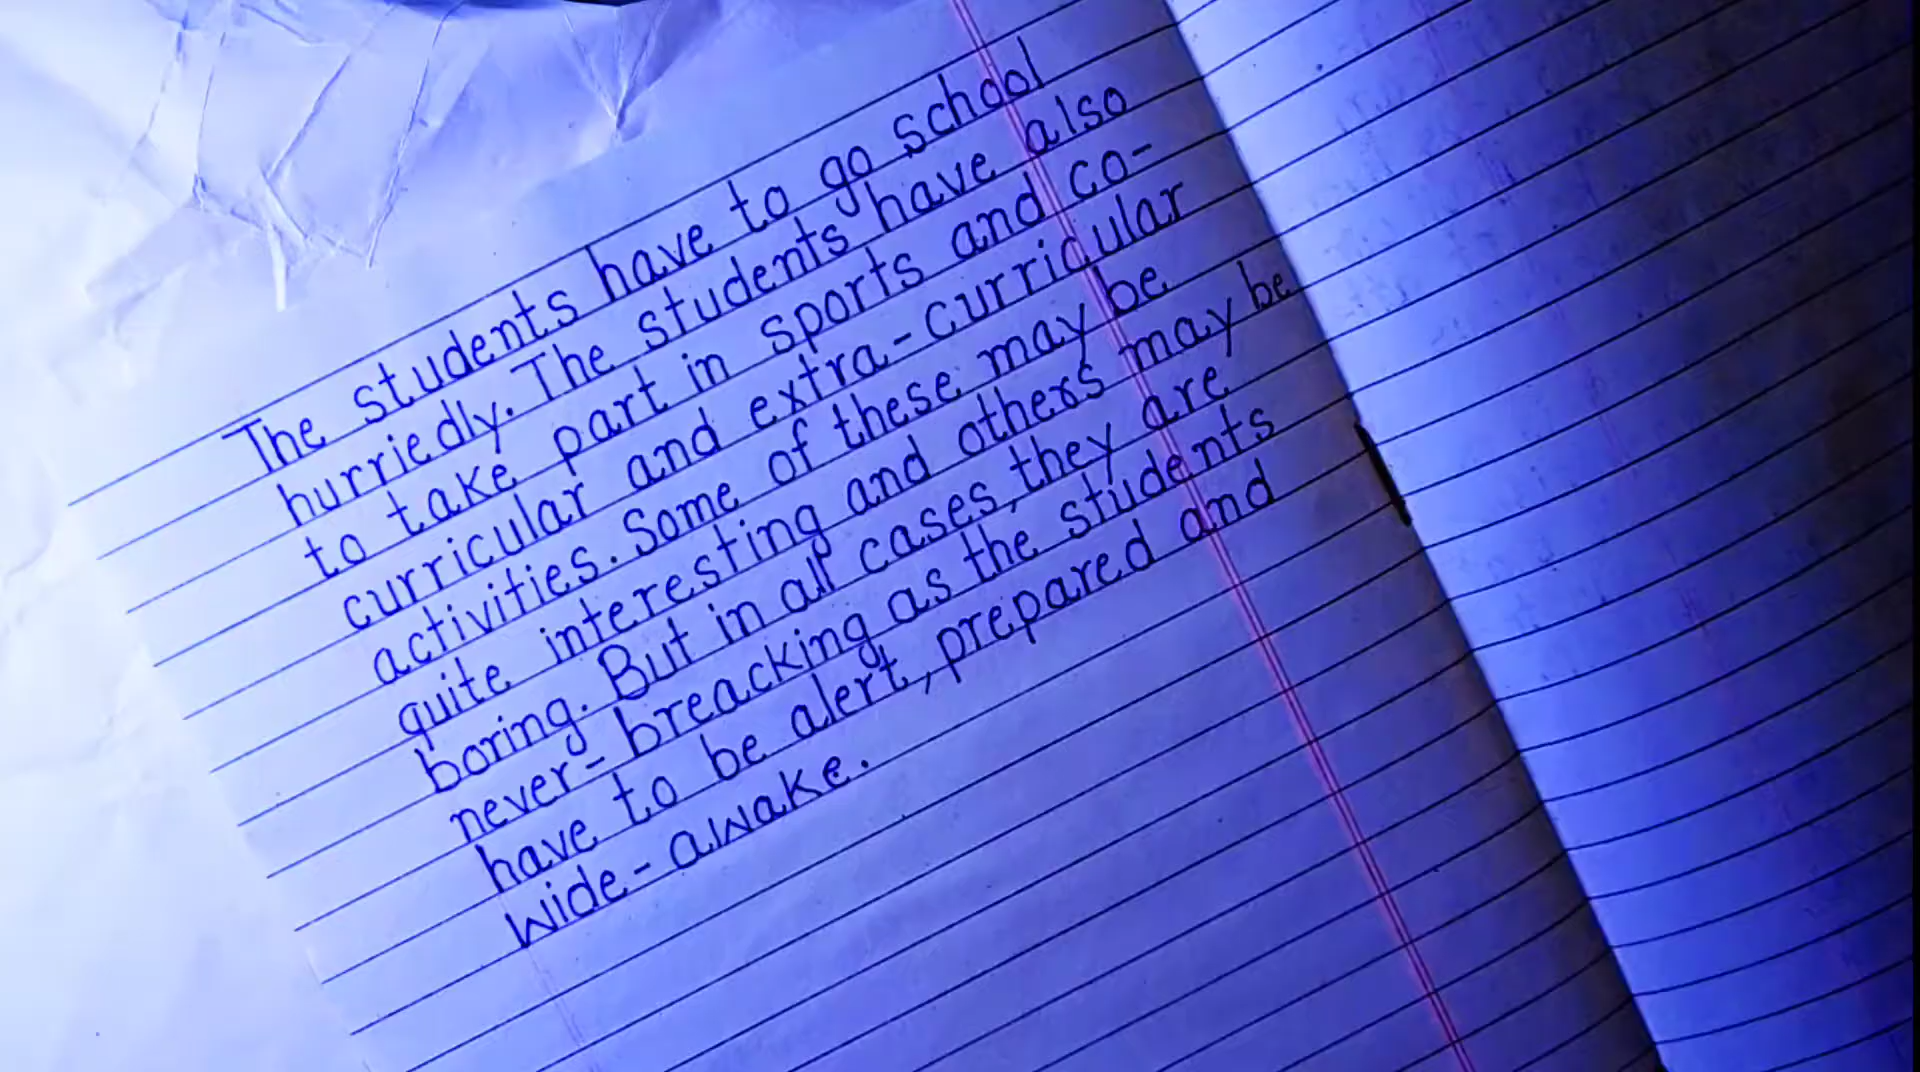 The students have to go school
hurriedly. The students have also
to take part in sports and co-
curricular and extra-curricular
activities. Some of these may be
quite interesting and others may be
boring. But in all cases, they are
never-breacking as the students
have to be alert, prepared and
wide-awake.